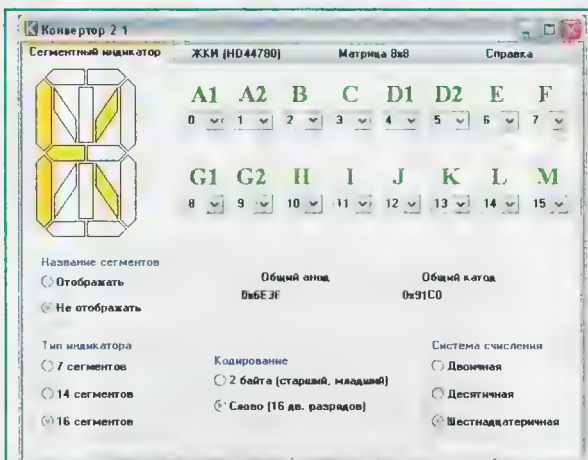 Конвертор 2 1
Сегментный индикатор ЖКИ (HD44780) Матрица 8x8 Справка
A1 A2 B C D1 D2 E F
0 1 2 3 4 5 6 7
G1 G2 H I J K L M
8 9 10 11 12 13 14 15
Название сегментов
Отображать
Не отображать
Общий анод
0x6E3F
Общий катод
0x91C0
Тип индикатора
7 сегментов
14 сегментов
16 сегментов
Кодирование
2 байта (старший, младший)
Слово (16 дв. разрядов)
Система счисления
Двоичная
Десятичная
Шестнадцатеричная